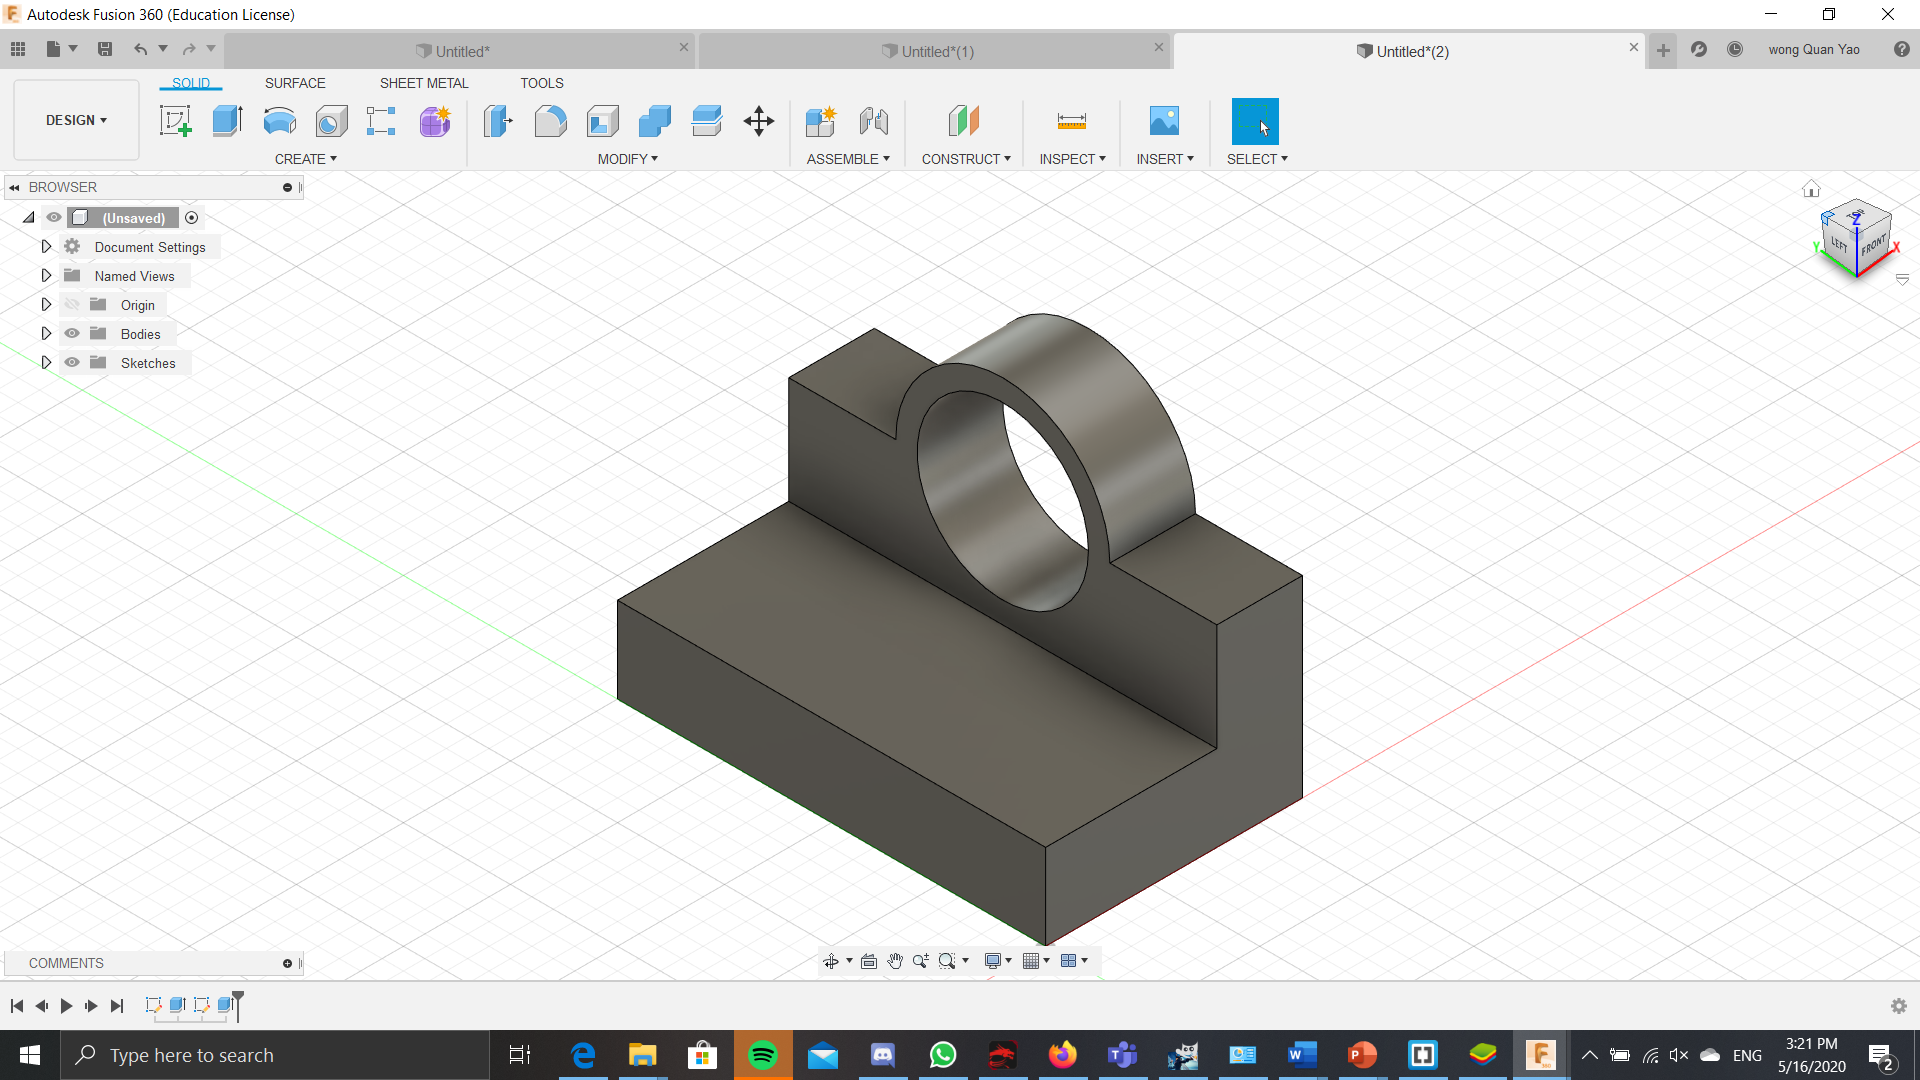 Autodesk Fusion 360 (Education License)
Untitled*
Untitled*(1)
Untitled*(2)
wong Quan Yao
DESIGN
SOLID
SURFACE
SHEET METAL
TOOLS
CREATE
MODIFY
ASSEMBLE
CONSTRUCT
INSPECT
INSERT
SELECT
BROWSER
(Unsaved)
Document Settings
Named Views
Origin
Bodies
Sketches
TOP
Z
LEFT
FRONT
Y
X
COMMENTS
Type here to search
ENG
3:21 PM
5/16/2020
2